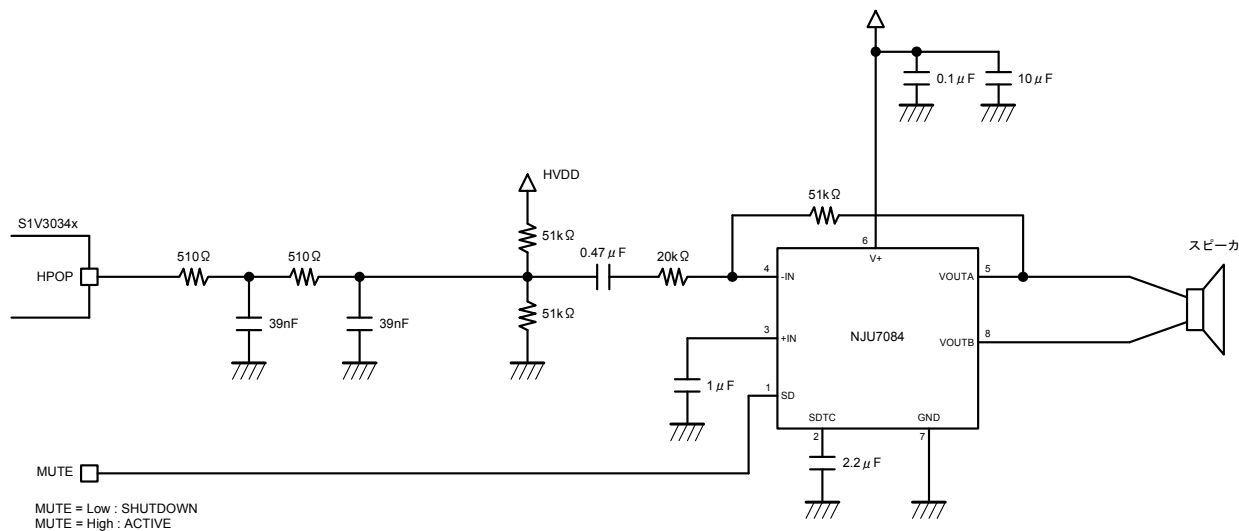 0.1μF
10μF
HVDD
51kΩ
S1V3034x
51kΩ
スピーカ
6
V+
510Ω
510Ω
0.47μF
20kΩ
HPOP
4
-IN
VOUTA
5
51kΩ
39nF
39nF
3
+IN
NJU7084
VOUTB
8
1μF
1
SD
SDTC
GND
2
7
2.2μF
MUTE
MUTE = Low : SHUTDOWN
MUTE = High : ACTIVE